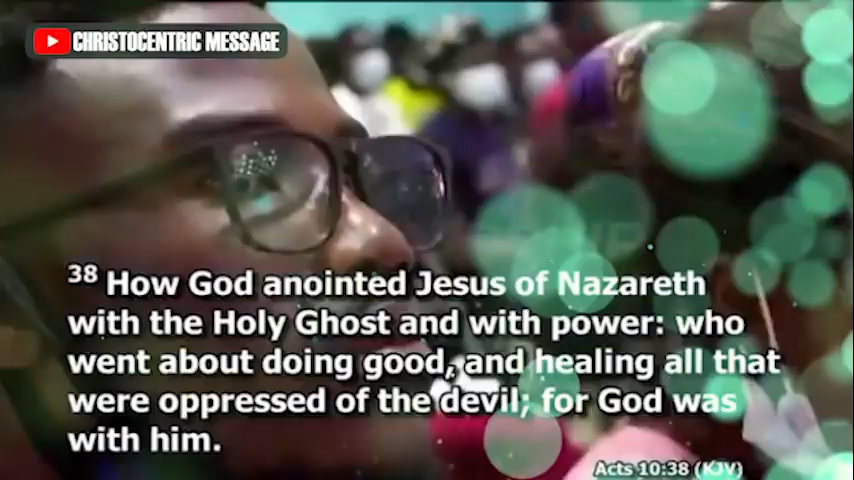 CHRISTOCENTRIC MESSAGE
38 How God anointed Jesus of Nazareth
with the Holy Ghost and with power: who
went about doing good, and healing all that
were oppressed of the devil; for God was
with him.
Acts 10:38 (KJV)